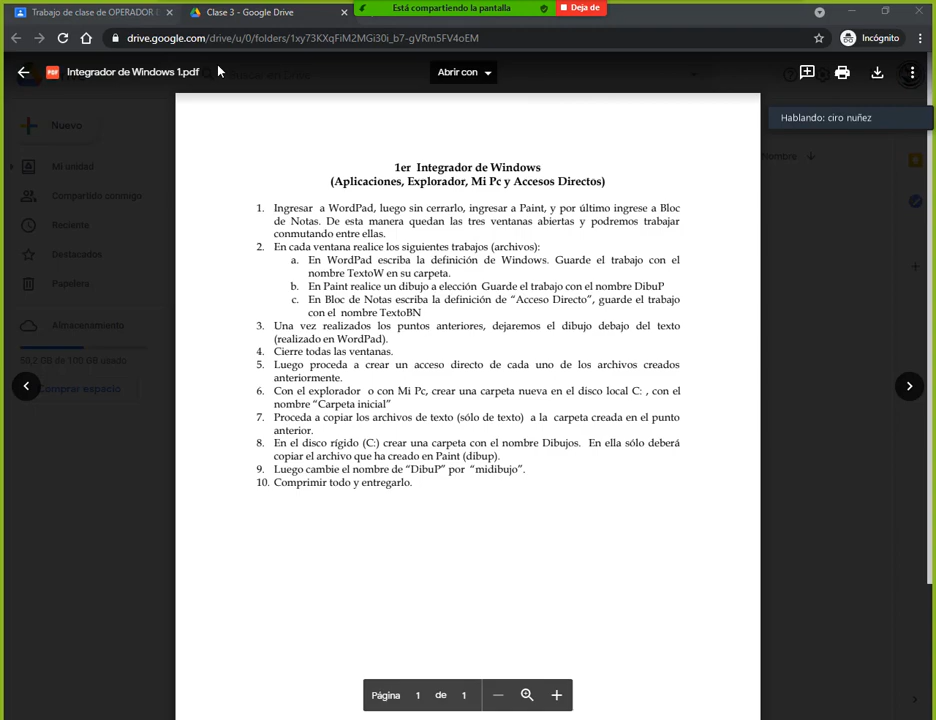 Trabajo de clase de OPERADOR
Clase 3 - Google Drive
Está compartiendo la pantalla
Deja de
drive.google.com/drive/u/0/folders/1xy73KXqFiM2MGi30i_b7-gVRm5FV4oEM
Incógnito
Integrador de Windows 1.pdf
Abrir con
Hablando: ciro nuñez
Nuevo
Nombre
Mi unidad
Compartido conmigo
Reciente
Destacados
Papelera
Almacenamiento
Comprar espacio
1er Integrador de Windows
(Aplicaciones, Explorador, Mi Pc y Accesos Directos)
1. Ingresar a WordPad, luego sin cerrarlo, ingresar a Paint, y por último ingrese a Bloc
de Notas. De esta manera quedan las tres ventanas abiertas y podremos trabajar
conmutando entre ellas.
2. En cada ventana realice los siguientes trabajos (archivos):
a. En WordPad escriba la definición de Windows. Guarde el trabajo con el
nombre TextoW en su carpeta.
b. En Paint realice un dibujo a elección Guarde el trabajo con el nombre DibuP
c. En Bloc de Notas escriba la definición de “Acceso Directo”, guarde el trabajo
con el nombre TextoBN
3. Una vez realizados los puntos anteriores, dejaremos el dibujo debajo del texto
(realizado en WordPad).
4. Cierre todas las ventanas.
5. Luego proceda a crear un acceso directo de cada uno de los archivos creados
anteriormente.
6. Con el explorador o con Mi Pc, crear una carpeta nueva en el disco local C: , con el
nombre “Carpeta inicial”
7. Proceda a copiar los archivos de texto (sólo de texto) a la carpeta creada en el punto
anterior.
8. En el disco rígido (C:) crear una carpeta con el nombre Dibujos. En ella sólo deberá
copiar el archivo que ha creado en Paint (dibup).
9. Luego cambie el nombre de “DibuP” por “midibujo”.
10. Comprimir todo y entregarlo.
Página 1 de 1